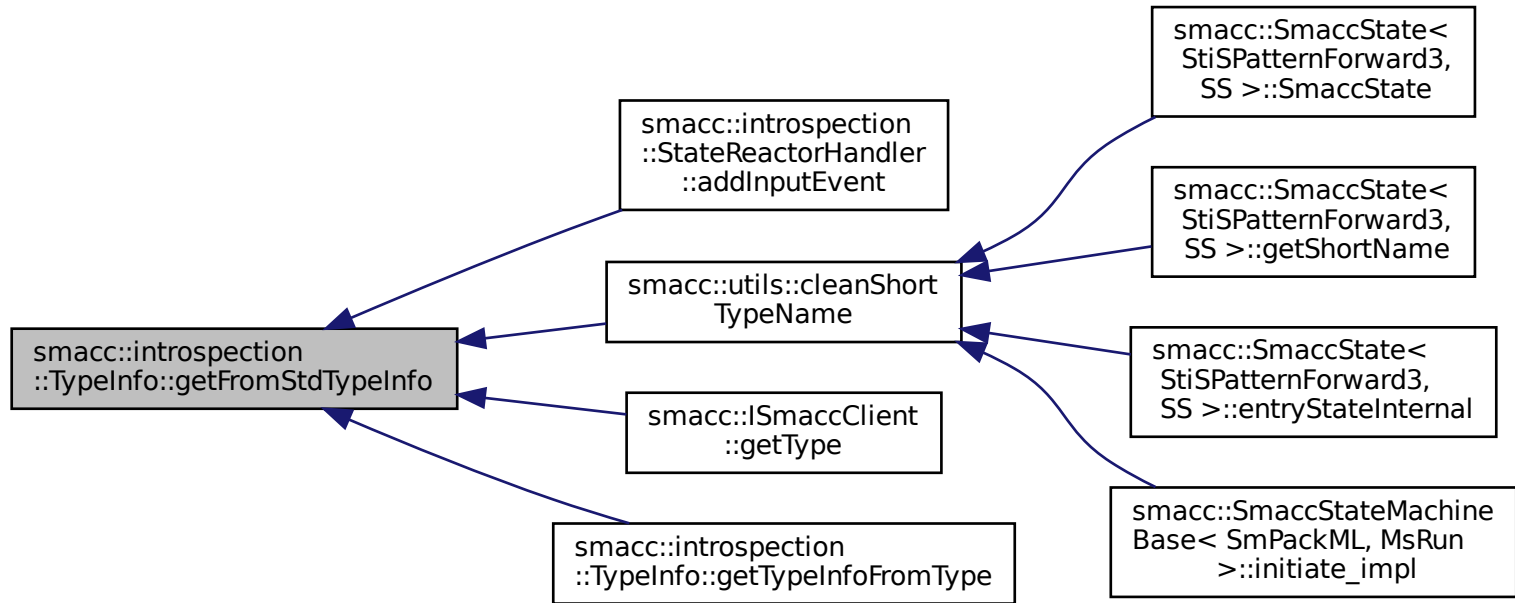 smacc::introspection
::TypeInfo::getFromStdTypeInfo
smacc::introspection
::StateReactorHandler
::addInputEvent
smacc::utils::cleanShort
TypeName
smacc::ISmaccClient
::getType
smacc::introspection
::TypeInfo::getTypeInfoFromType
smacc::SmaccState<
StiSPatternForward3,
SS >::SmaccState
smacc::SmaccState<
StiSPatternForward3,
SS >::getShortName
smacc::SmaccState<
StiSPatternForward3,
SS >::entryStateInternal
smacc::SmaccStateMachine
Base< SmPackML, MsRun
>::initiate_impl